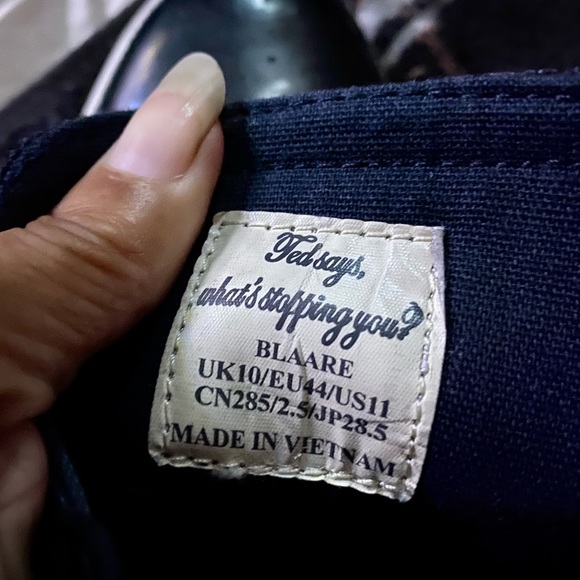 Ted says,
what's stopping you?
BLAARE
UK10/EU44/US11
CN285/2.5/JP28.5
MADE IN VIETNAM